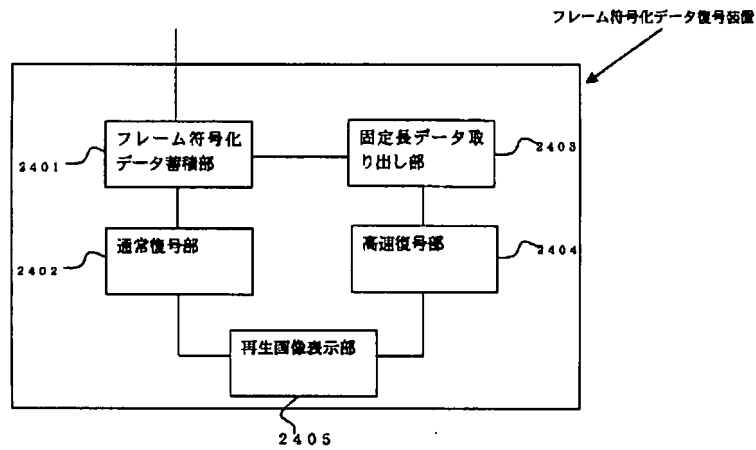 フレーム符号化データ復号装置
フレーム符号化
データ蓄積部
2401
固定長データ取
り出し部
2403
通常復号部
2402
高速復号部
2404
再生画像表示部
2405